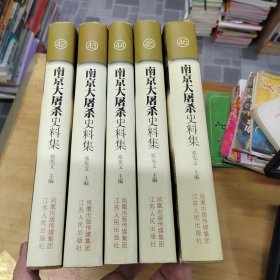 42
南京大屠杀史料集
张宪文 主编
凤凰出版传媒集团
江苏人民出版社
43
南京大屠杀史料集
张宪文 主编
凤凰出版传媒集团
江苏人民出版社
44
南京大屠杀史料集
张宪文 主编
凤凰出版传媒集团
江苏人民出版社
45
南京大屠杀史料集
张宪文 主编
凤凰出版传媒集团
江苏人民出版社
46
南京大屠杀史料集
张宪文 主编
凤凰出版传媒集团
江苏人民出版社